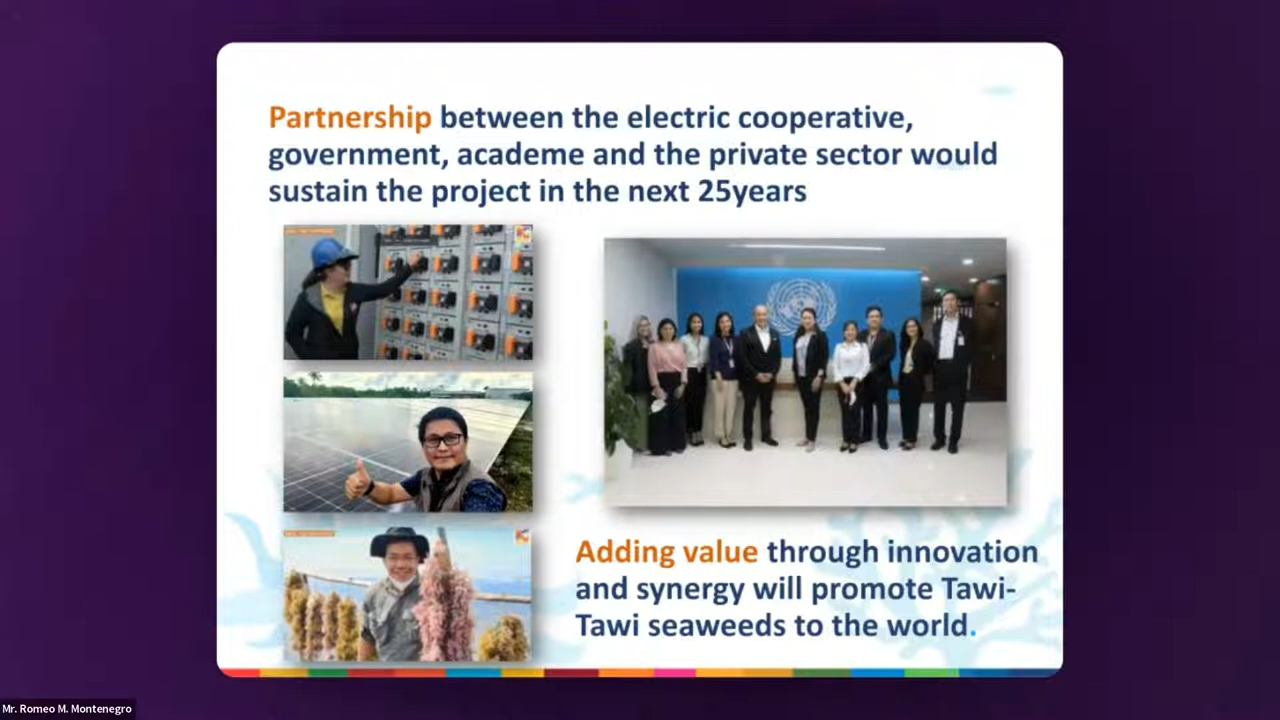 Partnership between the electric cooperative,
government, academe and the private sector would
sustain the project in the next 25years
Adding value through innovation
and synergy will promote Tawi-
Tawi seaweeds to the world.
Mr. Romeo M. Montenegro